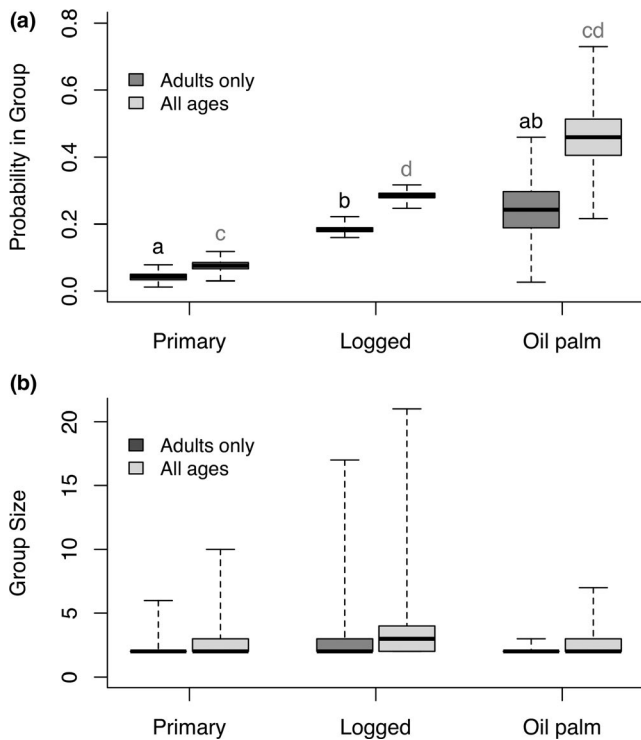 (a)
Probability in Group
0.8
0.6
0.4
0.2
0.0
Adults only
All ages
a
c
b
d
ab
cd
Primary
Logged
Oil palm
(b)
Group Size
20
15
10
5
0
Adults only
All ages
Primary
Logged
Oil palm